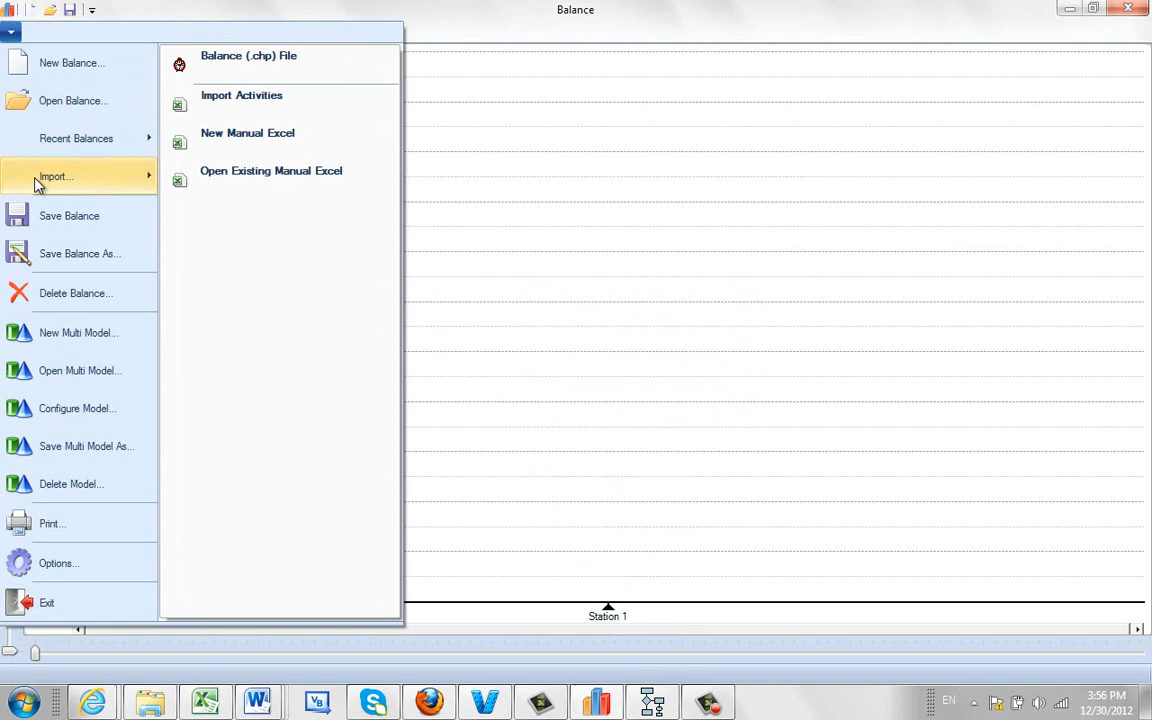 Balance
New Balance...
Open Balance...
Recent Balances
Import...
Save Balance
Save Balance As...
Delete Balance...
New Multi Model...
Open Multi Model...
Configure Model...
Save Multi Model As...
Delete Model...
Print...
Options...
Exit
Balance (.chp) File
Import Activities
New Manual Excel
Open Existing Manual Excel
Station 1
EN
3:56 PM
12/30/2012